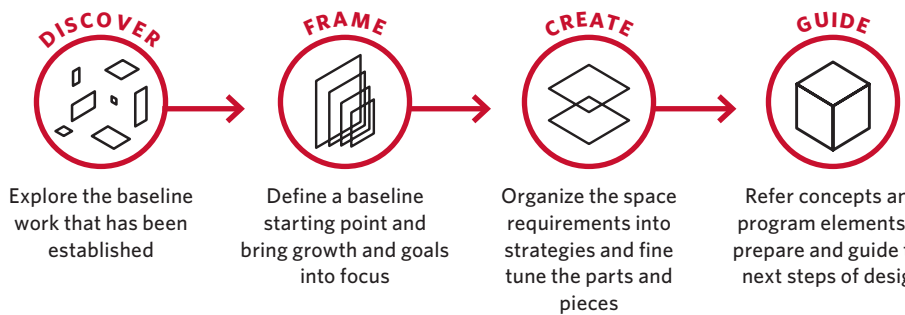 DISCOVER
Explore the baseline
work that has been
established
FRAME
Define a baseline
starting point and
bring growth and goals
into focus
CREATE
Organize the space
requirements into
strategies and fine
tune the parts and
pieces
GUIDE
Refer concepts an
program elements
prepare and guide
next steps of desig